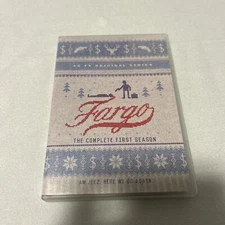 AN FX ORIGINAL SERIES
Fargo
THE COMPLETE FIRST SEASON